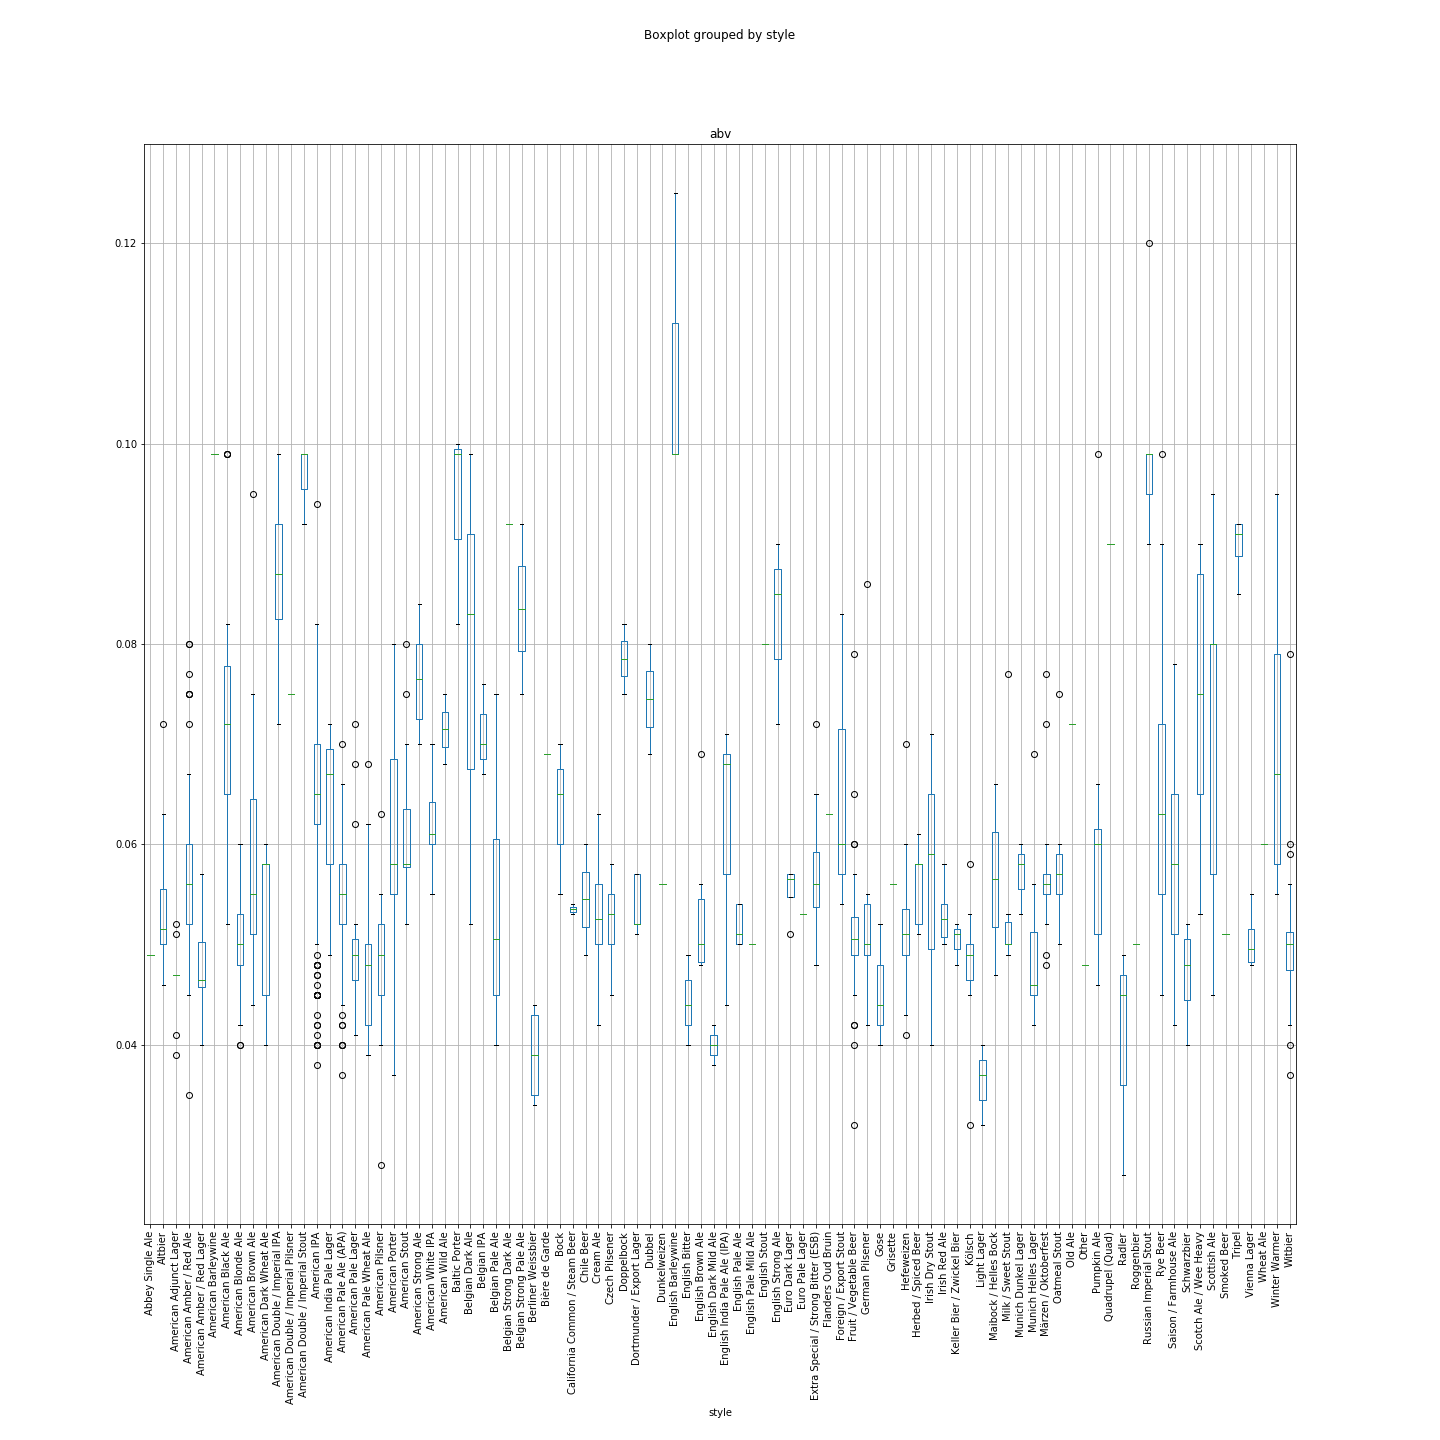 Boxplot grouped by style
abv
0.12
0.10
0.08
0.06
0.04
Abbey Single Ale
Altbier
American Adjunct Lager
American Amber / Red Ale
American Amber / Red Lager
American Barleywine
American Black Ale
American Blonde Ale
American Brown Ale
American Dark Wheat Ale
American Double / Imperial IPA
American Double / Imperial Pilsner
American Double / Imperial Stout
American IPA
American India Pale Lager
American Pale Ale (APA)
American Pale Lager
American Pale Wheat Ale
American Pilsner
American Porter
American Stout
American Strong Ale
American White IPA
American Wild Ale
Baltic Porter
Belgian Dark Ale
Belgian IPA
Belgian Pale Ale
Belgian Strong Dark Ale
Belgian Strong Pale Ale
Berliner Weissbier
Bière de Garde
Bock
California Common / Steam Beer
Chile Beer
Cream Ale
Czech Pilsener
Doppelbock
Dortmunder / Export Lager
Dubbel
Dunkelweizen
English Barleywine
English Bitter
English Brown Ale
English Dark Mild Ale
English India Pale Ale (IPA)
English Pale Ale
English Pale Mild Ale
English Stout
English Strong Ale
Euro Dark Lager
Euro Pale Lager
Extra Special / Strong Bitter (ESB)
Flanders Oud Bruin
Foreign / Export Stout
Fruit / Vegetable Beer
German Pilsener
Gose
Grisette
Hefeweizen
Herbed / Spiced Beer
Irish Dry Stout
Irish Red Ale
Keller Bier / Zwickel Bier
Kölsch
Light Lager
Maibock / Helles Bock
Milk / Sweet Stout
Munich Dunkel Lager
Munich Helles Lager
Märzen / Oktoberfest
Oatmeal Stout
Old Ale
Other
Pumpkin Ale
Quadrupel (Quad)
Radler
Roggenbier
Russian Imperial Stout
Rye Beer
Saison / Farmhouse Ale
Schwarzbier
Scotch Ale / Wee Heavy
Scottish Ale
Smoked Beer
Tripel
Vienna Lager
Wheat Ale
Winter Warmer
Witbier
style